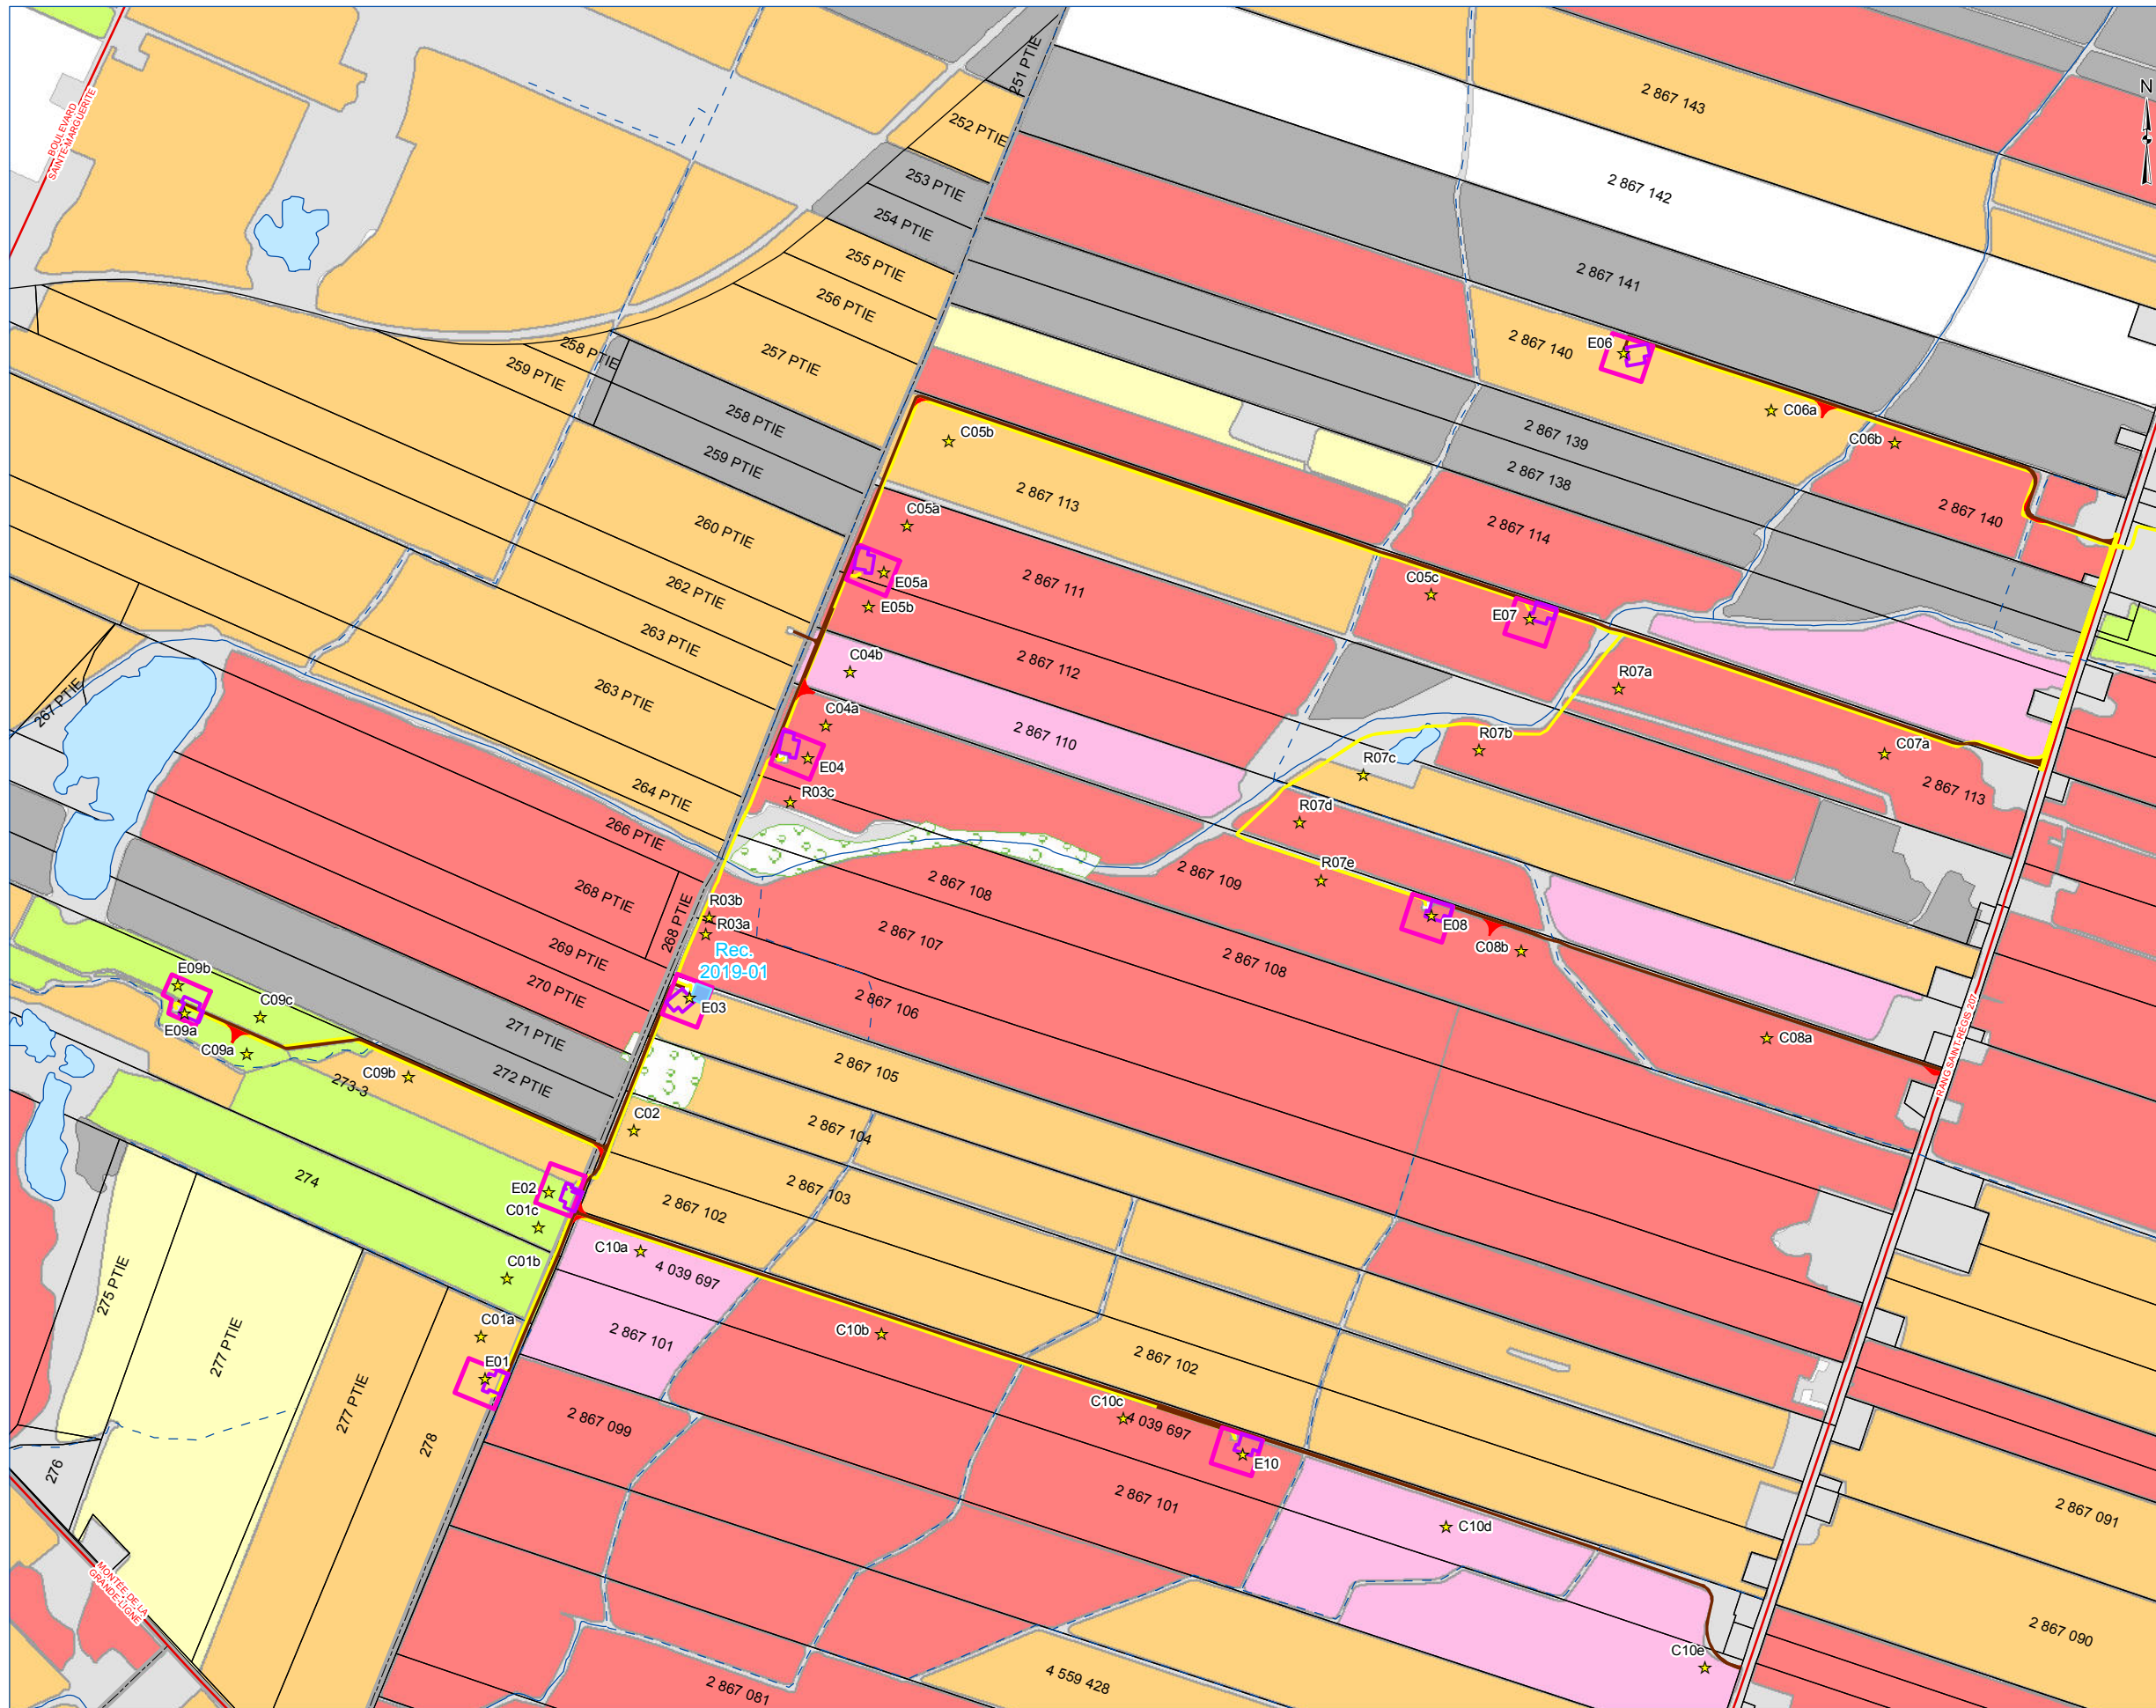 N
BOULEVARD
SAINTE-MARGUERITE
251 PTIE
252 PTIE
253 PTIE
254 PTIE
255 PTIE
256 PTIE
257 PTIE
258 PTIE
259 PTIE
258 PTIE
259 PTIE
260 PTIE
262 PTIE
263 PTIE
263 PTIE
264 PTIE
266 PTIE
267 PTIE
268 PTIE
268 PTIE
269 PTIE
270 PTIE
271 PTIE
272 PTIE
273-3
274
275 PTIE
276
277 PTIE
277 PTIE
278
2 867 143
2 867 142
2 867 141
2 867 140
2 867 139
2 867 138
2 867 140
2 867 114
2 867 113
2 867 111
2 867 112
2 867 110
2 867 113
2 867 109
2 867 108
2 867 108
2 867 107
2 867 106
2 867 105
2 867 104
2 867 103
2 867 102
4 039 697
2 867 101
2 867 102
4 039 697
2 867 101
2 867 099
2 867 081
4 559 428
2 867 091
2 867 090
E06
C06a
C06b
C05b
C05a
E05a
E05b
C05c
E07
C04b
C04a
E04
R03c
R07a
R07b
R07c
R07d
R07e
C07a
R03b
R03a
Rec.
2019-01
E03
E08
C08b
C08a
E09b
C09c
E09a
C09a
C09b
C02
E02
C01c
C01b
C01a
E01
C10a
C10b
C10c
E10
C10d
C10e
RANG SAINT-RÉGIS 207
MONTÉE DE LA
GRANDE-LIGNE